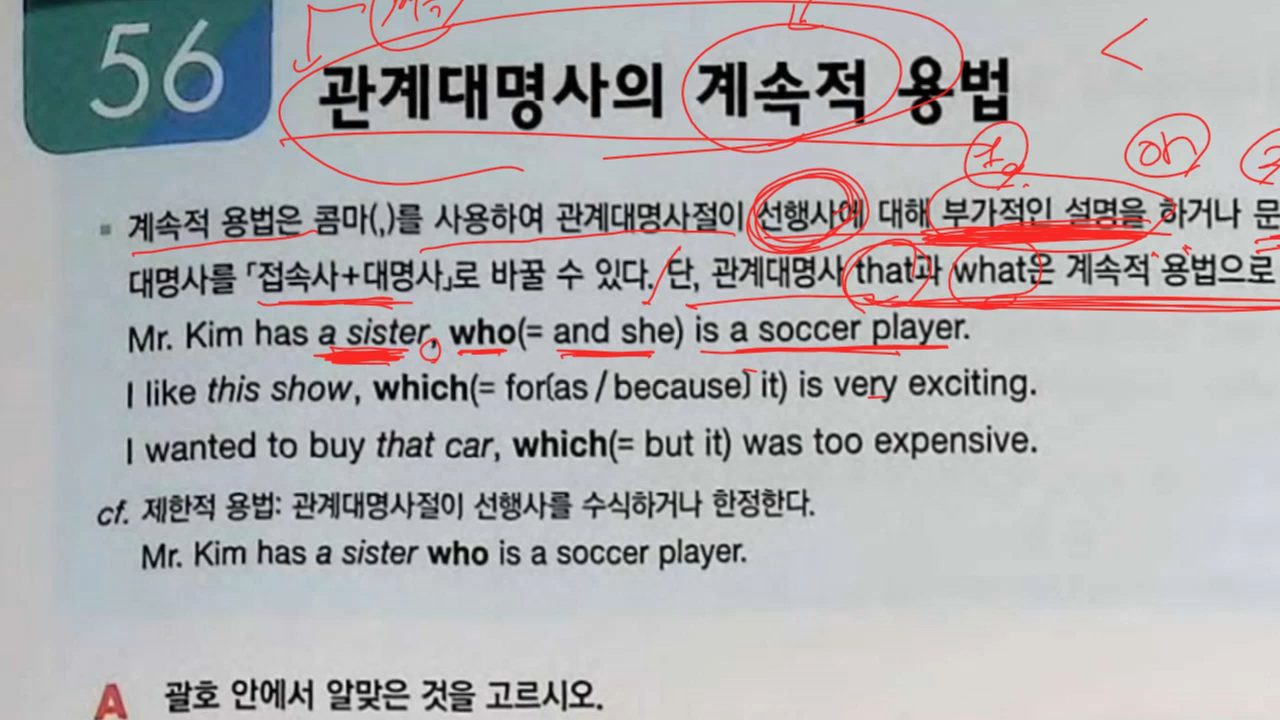 56
관계대명사의 계속적 용법
계속적 용법은 콤마(,)를 사용하여 관계대명사절이 선행사에 대해 부가적인 설명을 하거나 문
대명사를 「접속사+대명사」로 바꿀 수 있다. 단, 관계대명사 that과 what은 계속적 용법으로
Mr. Kim has a sister, who(= and she) is a soccer player.
I like this show, which(= for[as / because] it) is very exciting.
I wanted to buy that car, which(= but it) was too expensive.
cf. 제한적 용법: 관계대명사절이 선행사를 수식하거나 한정한다.
Mr. Kim has a sister who is a soccer player.
A 괄호 안에서 알맞은 것을 고르시오.